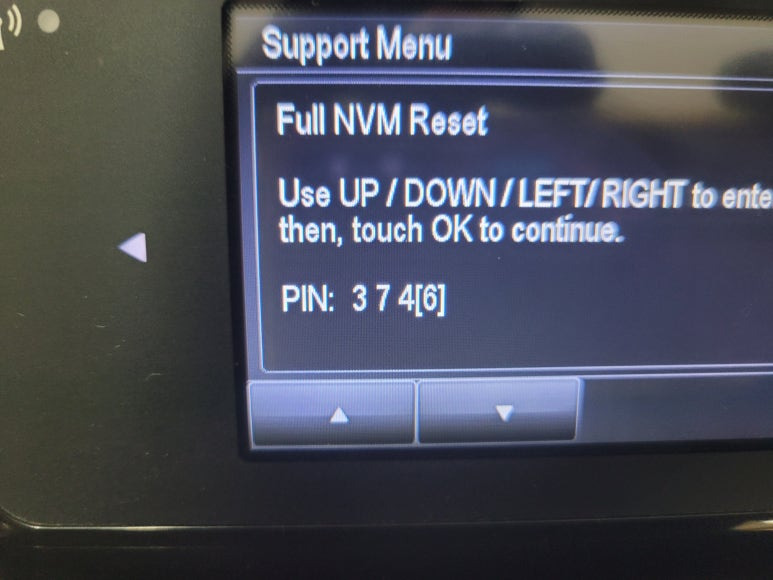 Support Menu
Full NVM Reset
Use UP / DOWN / LEFT/ RIGHT to ente
then, touch OK to continue.
PIN: 3 7 4[6]